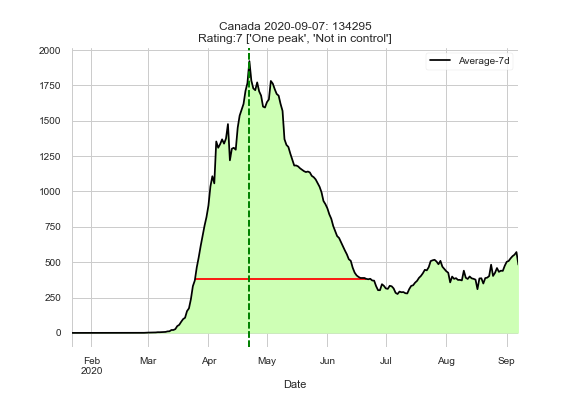 Canada 2020-09-07: 134295
Rating:7 ['One peak', 'Not in control']
Average-7d
2000
1750
1500
1250
1000
750
500
250
0
Feb
2020
Mar
Apr
May
Jun
Jul
Aug
Sep
Date